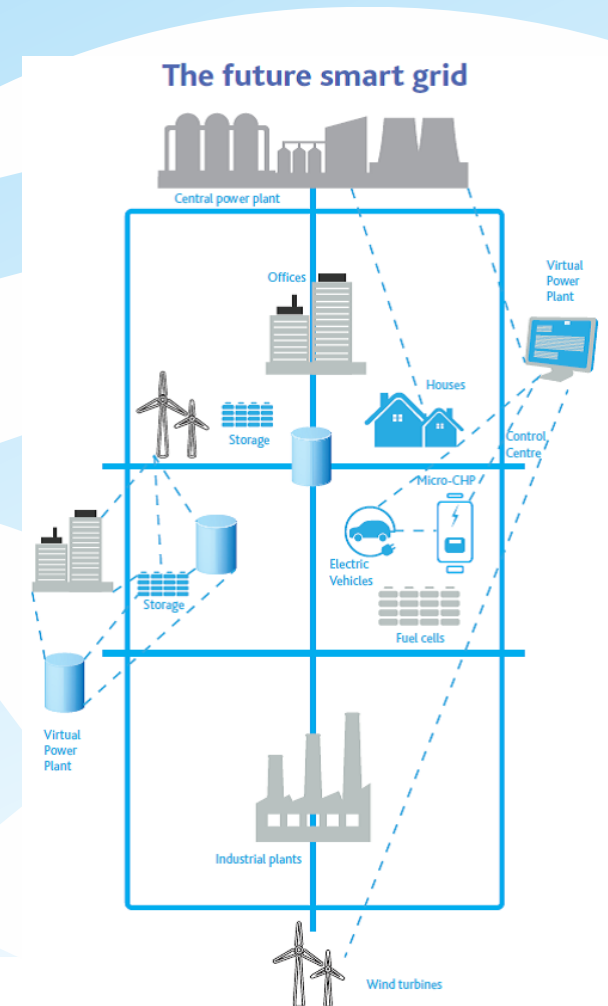 The future smart grid
Central power plant
Offices
Virtual
Power
Plant
Houses
Storage
Control
Centre
Micro-CHP
Electric
Vehicles
Storage
Fuel cells
Virtual
Power
Plant
Industrial plants
Wind turbines